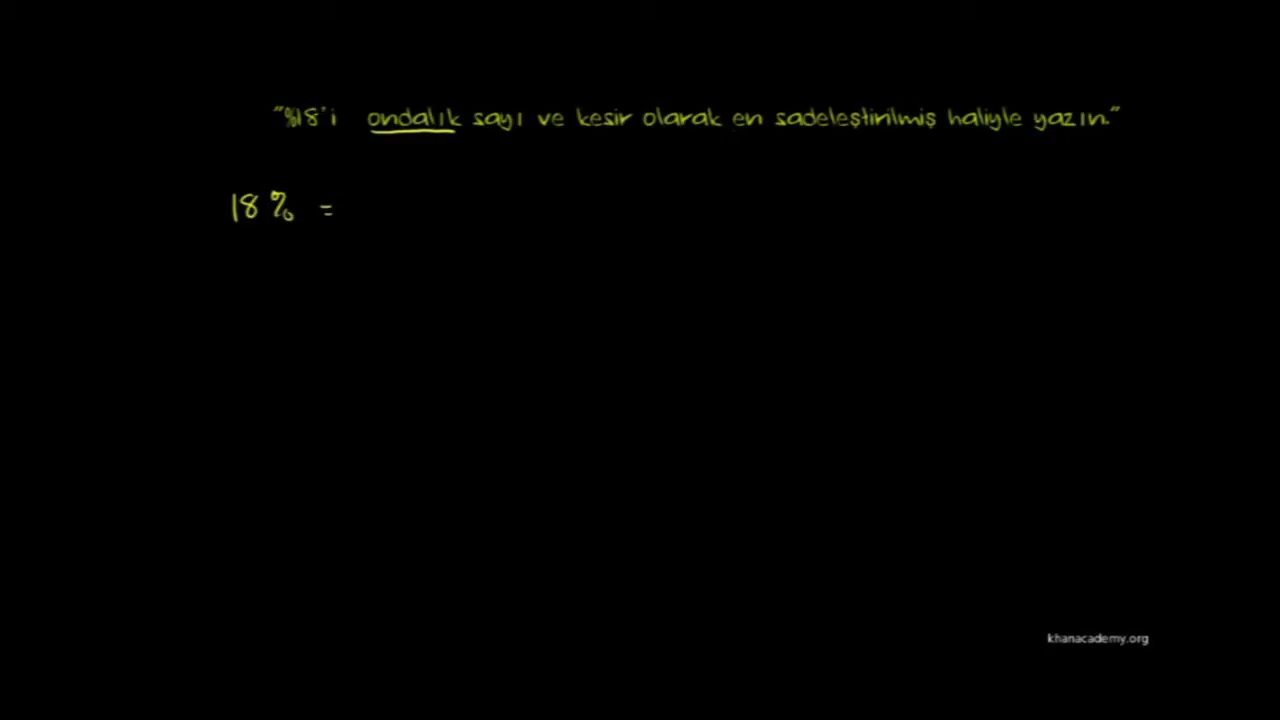 "%18'i ondalık sayı ve kesir olarak en sadeleştirilmiş haliyle yazın."
18% =
khanacademy.org